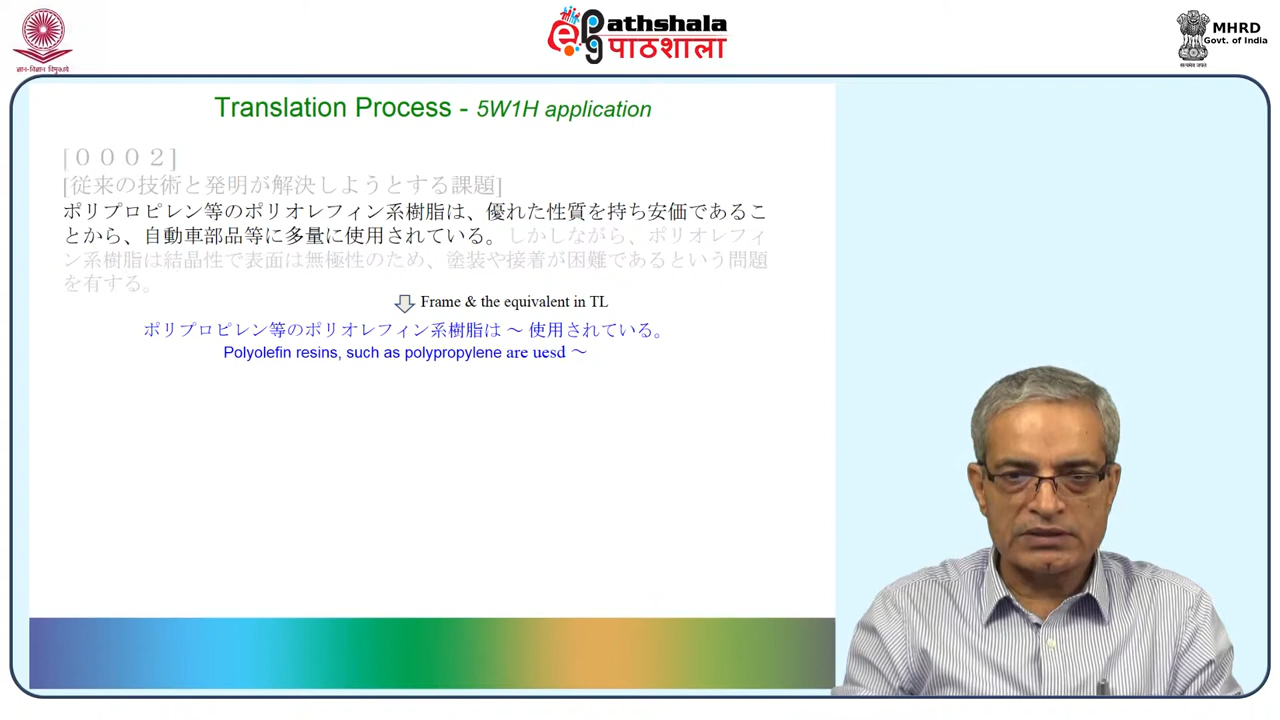 ज्ञान-विज्ञान विमुक्तये
epathshala
पाठशाला
MHRD
Govt. of India
सत्यमेव जयते
Translation Process - 5W1H application
[０００２]
[従来の技術と発明が解決しようとする課題]
ポリプロピレン等のポリオレフィン系樹脂は、優れた性質を持ち安価であるこ
とから、自動車部品等に多量に使用されている。しかしながら、ポリオレフィ
ン系樹脂は結晶性で表面は無極性のため、塗装や接着が困難であるという問題
を有する。
Frame & the equivalent in TL
ポリプロピレン等のポリオレフィン系樹脂は ～ 使用されている。
Polyolefin resins, such as polypropylene are uesd ～